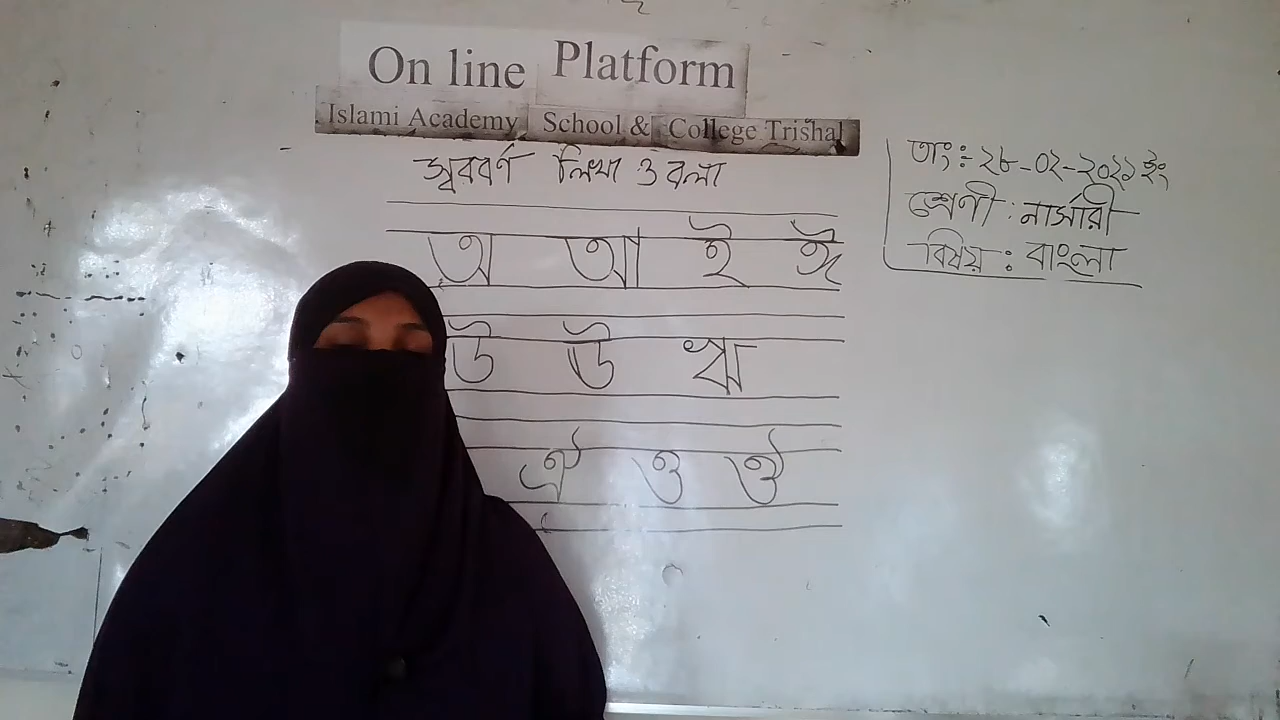 On line Platform
Islami Academy School & College Trishal
স্বরবর্ণ লিখা ও বলা
তাং: ২৮-০২-২০২১ ইং
শ্রেণী: নার্সারী
বিষয়: বাংলা
অ আ ই ঈ
উ ঊ ঋ
ঐ ও ঔ